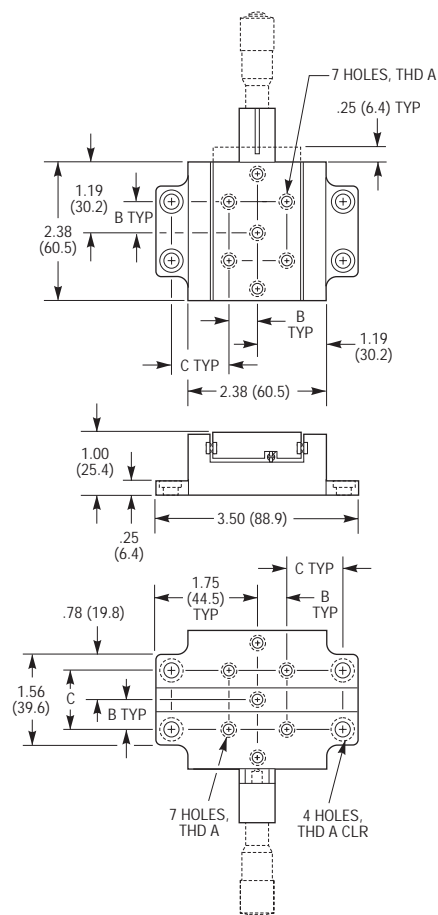 7 HOLES, THD A
.25 (6.4) TYP
1.19
(30.2)
B TYP
2.38
(60.5)
B
TYP
1.19
(30.2)
C TYP
2.38 (60.5)
1.00
(25.4)
.25
(6.4)
3.50 (88.9)
C TYP
1.75
(44.5)
TYP
B
TYP
.78 (19.8)
1.56
(39.6)
C
B TYP
7 HOLES,
THD A
4 HOLES,
THD A CLR